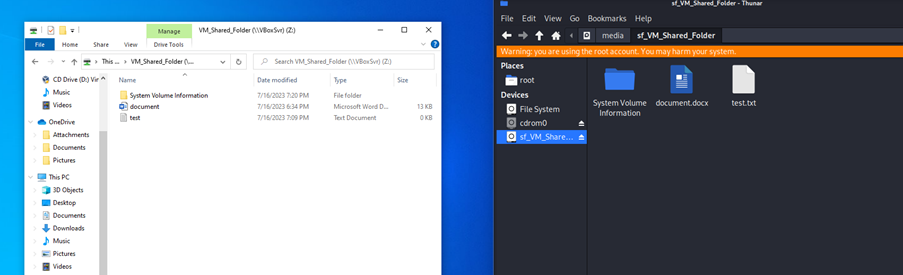 Manage
VM_Shared_Folder (\\VBoxSvr) (Z:)
File Home Share View Drive Tools
This ... VM_Shared_Folder (\...
Search VM_Shared_Folder (\\VBoxSvr) (Z:)
Name Date modified Type Size
System Volume Information 7/16/2023 7:20 PM File folder
document 7/16/2023 6:34 PM Microsoft Word D... 13 KB
test 7/16/2023 7:09 PM Text Document 0 KB
CD Drive (D:) Vir
Music
Videos
OneDrive
Attachments
Documents
Pictures
This PC
3D Objects
Desktop
Documents
Downloads
Music
Pictures
Videos
sf_VM_Shared_Folder - Thunar
File Edit View Go Bookmarks Help
media sf_VM_Shared_Folder
Warning: you are using the root account. You may harm your system.
Places
root
Devices
File System
cdrom0
sf_VM_Share...
System Volume
Information
document.docx
test.txt